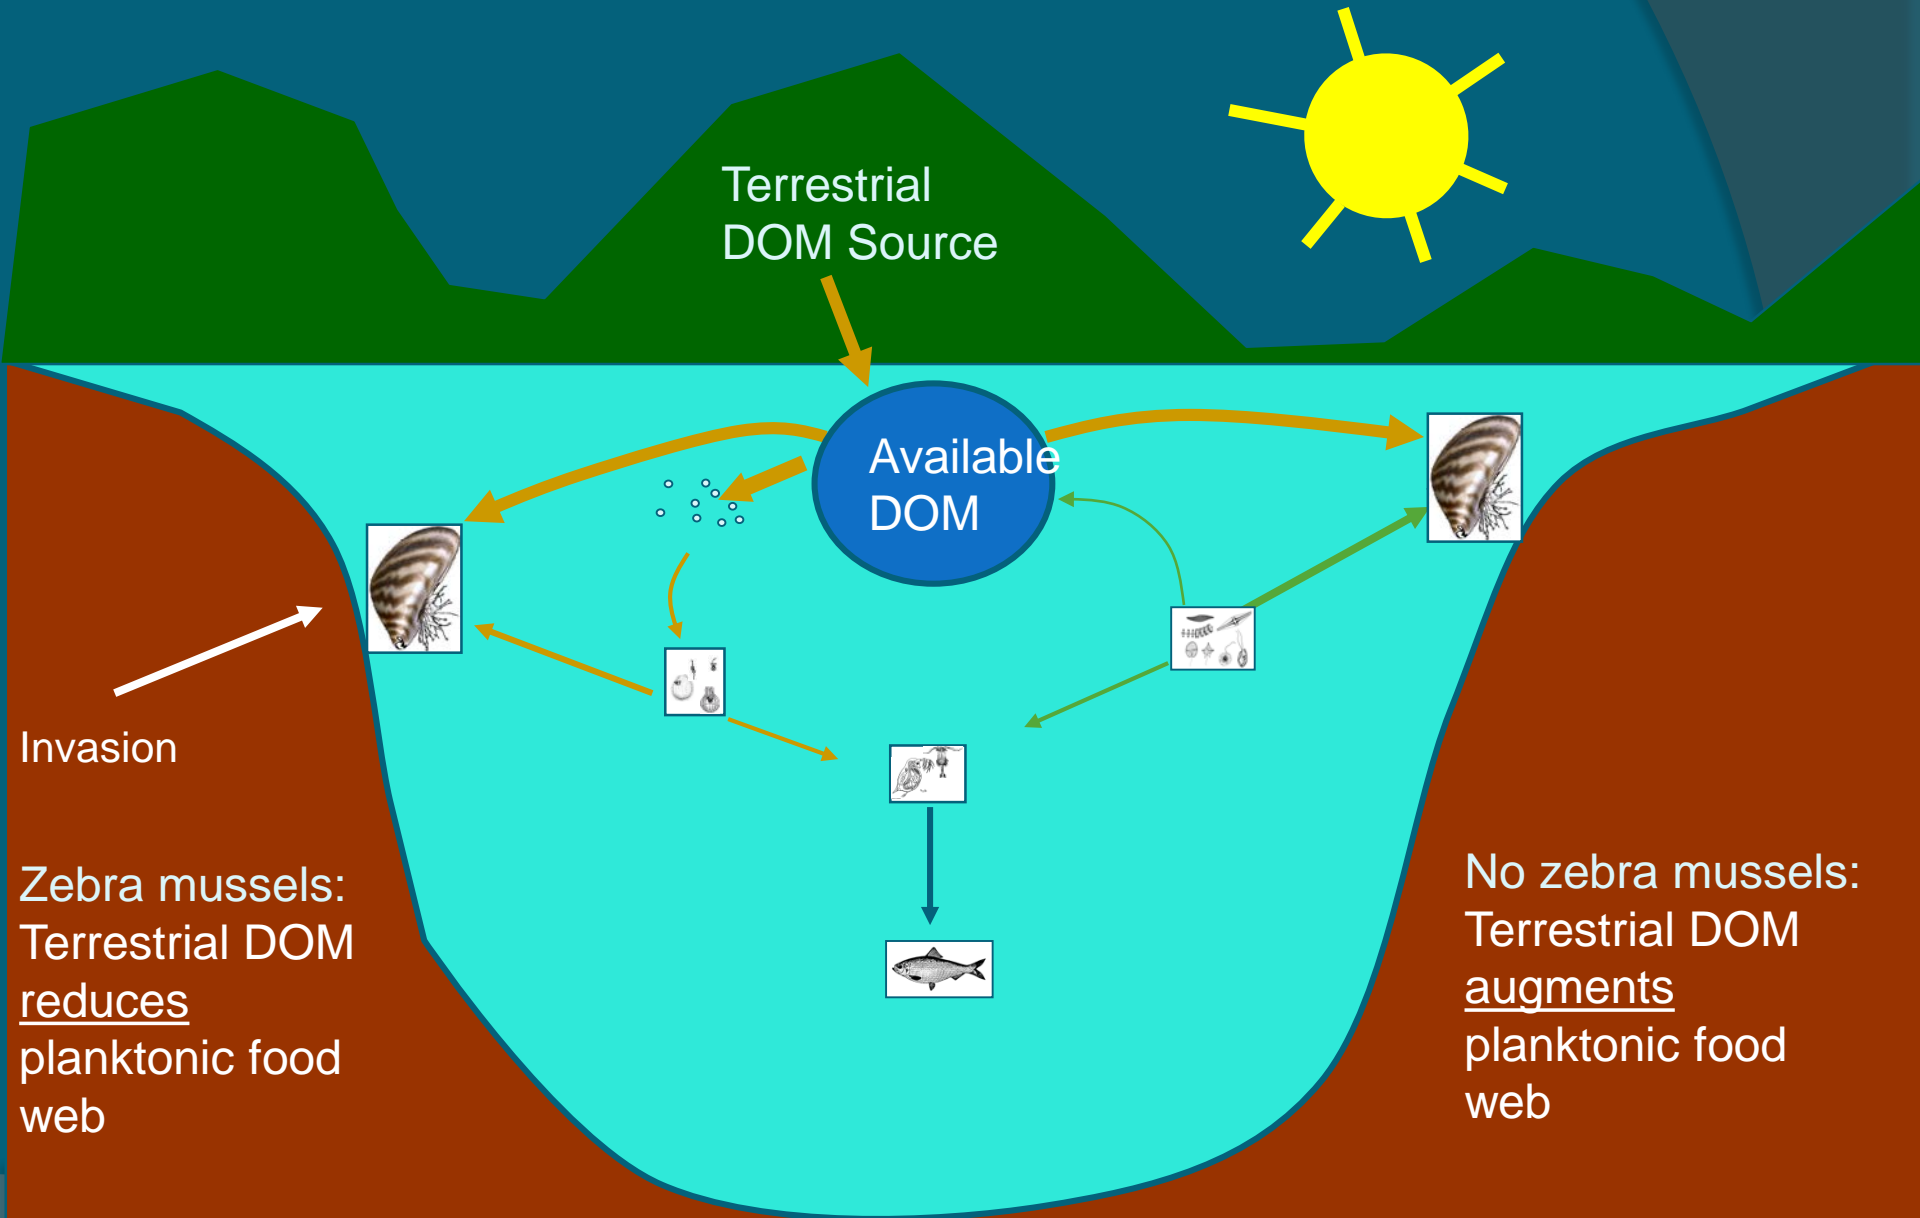 Terrestrial
DOM Source
Available
DOM
Invasion
Zebra mussels:
Terrestrial DOM
reduces
planktonic food
web
No zebra mussels:
Terrestrial DOM
augments
planktonic food
web